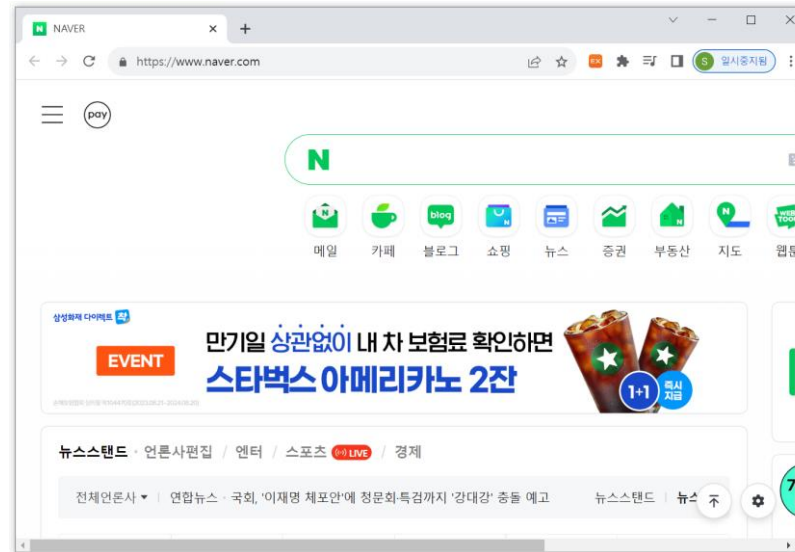 NAVER
https://www.naver.com
S 일시중지됨
pay
N
blog
메일 카페 블로그 쇼핑 뉴스 증권 부동산 지도
삼성화재 다이렉트 착
EVENT
만기일 상관없이 내 차 보험료 확인하면
스타벅스 아메리카노 2잔
1+1 즉시 지급
뉴스스탠드 · 언론사편집 / 엔터 / 스포츠 LIVE / 경제
전체언론사 연합뉴스 · 국회, '이재명 체포안'에 청문회·특검까지 '강대강' 충돌 예고 뉴스스탠드